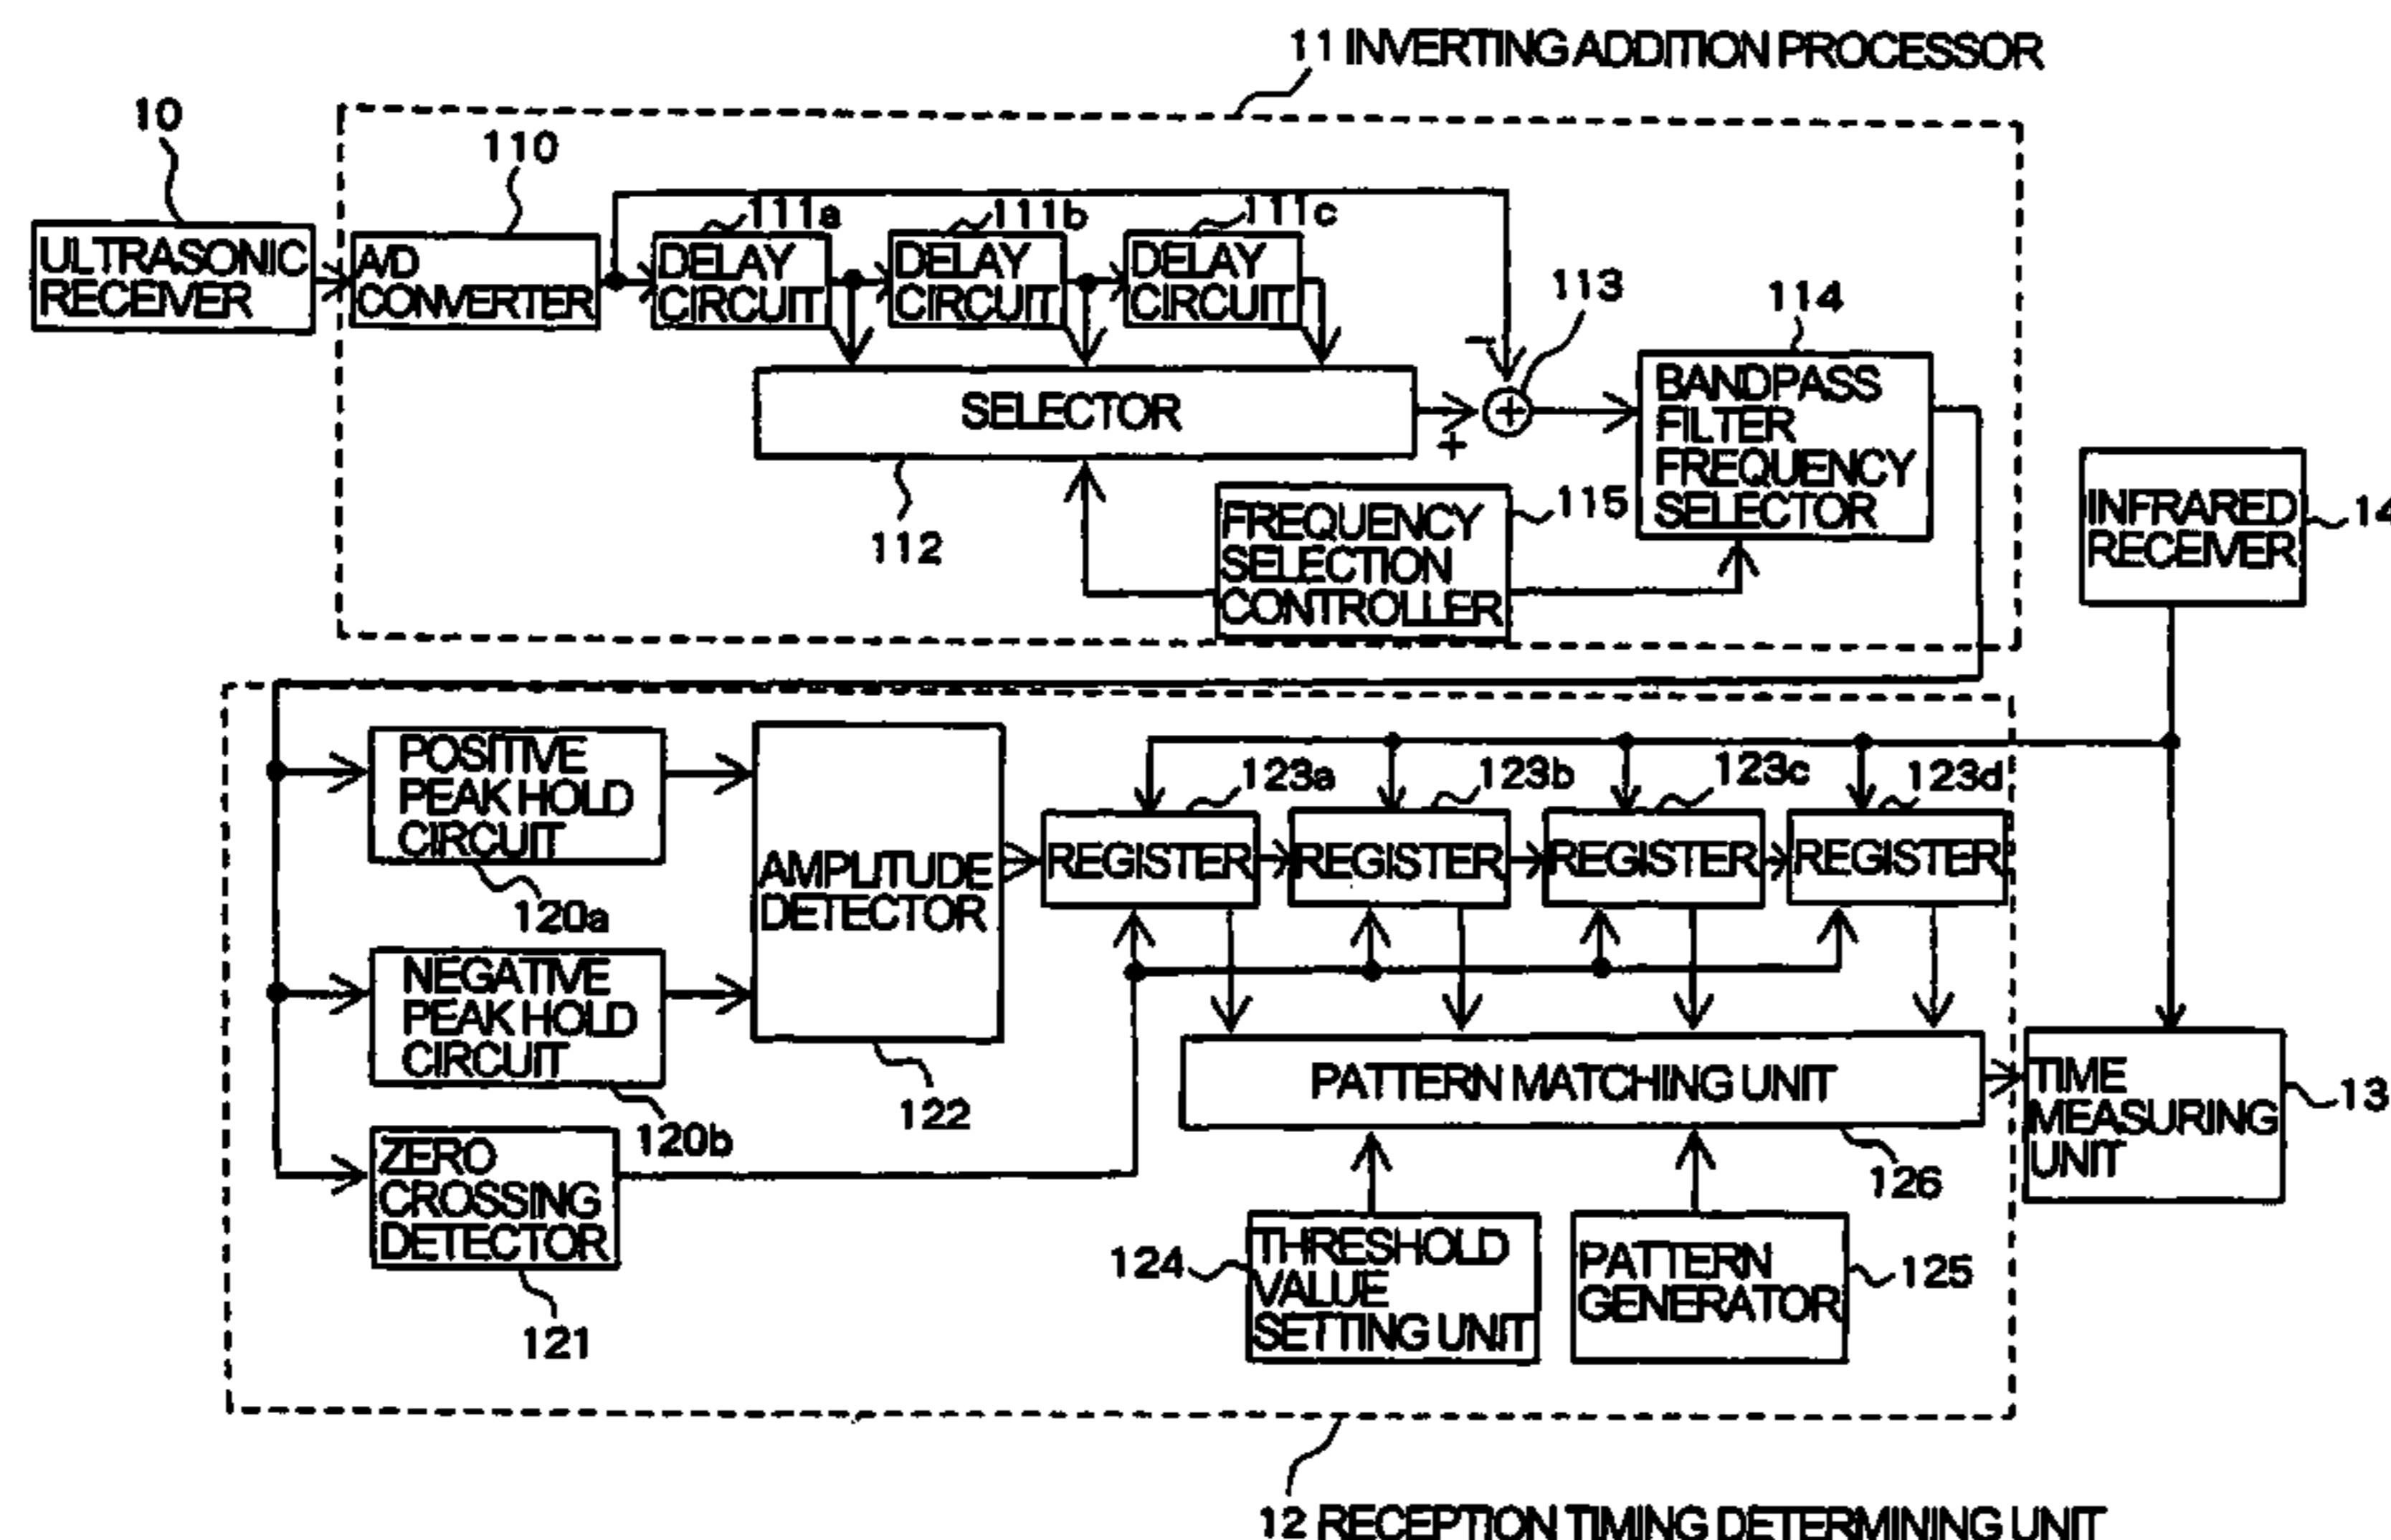 11 INVERTING ADDITION PROCESSOR
10
110
111a
111b
111c
ULTRASONIC
RECEIVER
A/D
CONVERTER
DELAY
CIRCUIT
DELAY
CIRCUIT
DELAY
CIRCUIT
113
114
−
SELECTOR
+
+
BANDPASS
FILTER
FREQUENCY
SELECTOR
112
FREQUENCY
SELECTION
CONTROLLER
115
INFRARED
RECEIVER
14
POSITIVE
PEAK HOLD
CIRCUIT
120a
NEGATIVE
PEAK HOLD
CIRCUIT
120b
ZERO
CROSSING
DETECTOR
121
AMPLITUDE
DETECTOR
122
123a
123b
123c
123d
REGISTER
REGISTER
REGISTER
REGISTER
PATTERN MATCHING UNIT
126
TIME
MEASURING
UNIT
13
124
THRESHOLD
VALUE
SETTING UNIT
PATTERN
GENERATOR
125
12 RECEPTION TIMING DETERMINING UNIT